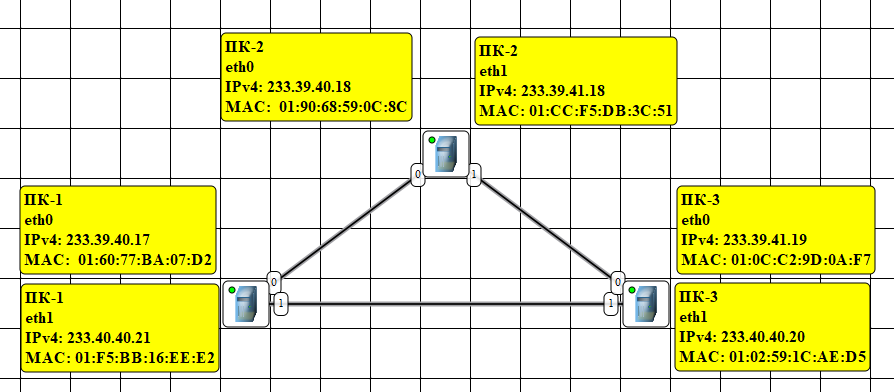 ПК-2
eth0
IPv4: 233.39.40.18
MAC: 01:90:68:59:0C:8C
ПК-2
eth1
IPv4: 233.39.41.18
MAC: 01:CC:F5:DB:3C:51
0
1
ПК-1
eth0
IPv4: 233.39.40.17
MAC: 01:60:77:BA:07:D2
ПК-3
eth0
IPv4: 233.39.41.19
MAC: 01:0C:C2:9D:0A:F7
0
0
1
1
ПК-1
eth1
IPv4: 233.40.40.21
MAC: 01:F5:BB:16:EE:E2
ПК-3
eth1
IPv4: 233.40.40.20
MAC: 01:02:59:1C:AE:D5